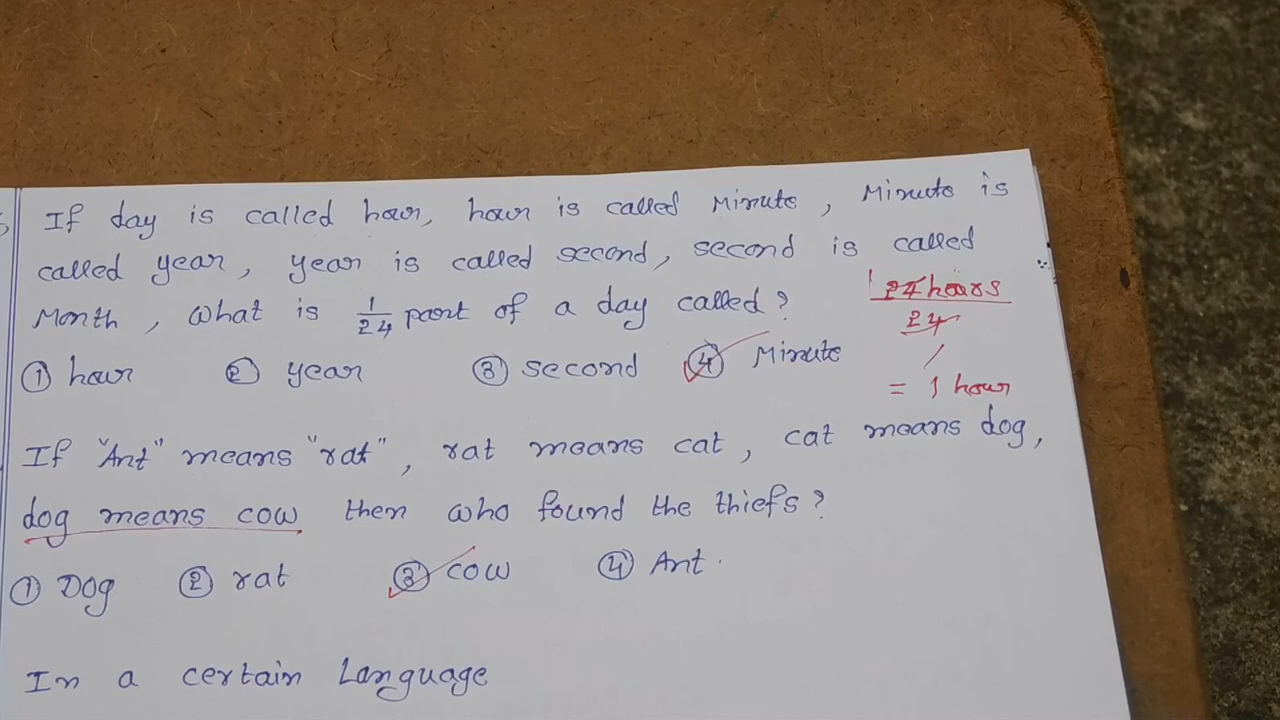 If day is called hour, hour is called Minute, Minute is
called year, year is called second, second is called
Month, what is 1/24 part of a day called?
24 hours
24
= 1 hour
① hour ② year ③ second ④ Minute
If "Ant" means "rat", rat means cat, cat means dog,
dog means cow then who found the thiefs?
① Dog ② rat ③ cow ④ Ant.
In a certain Language